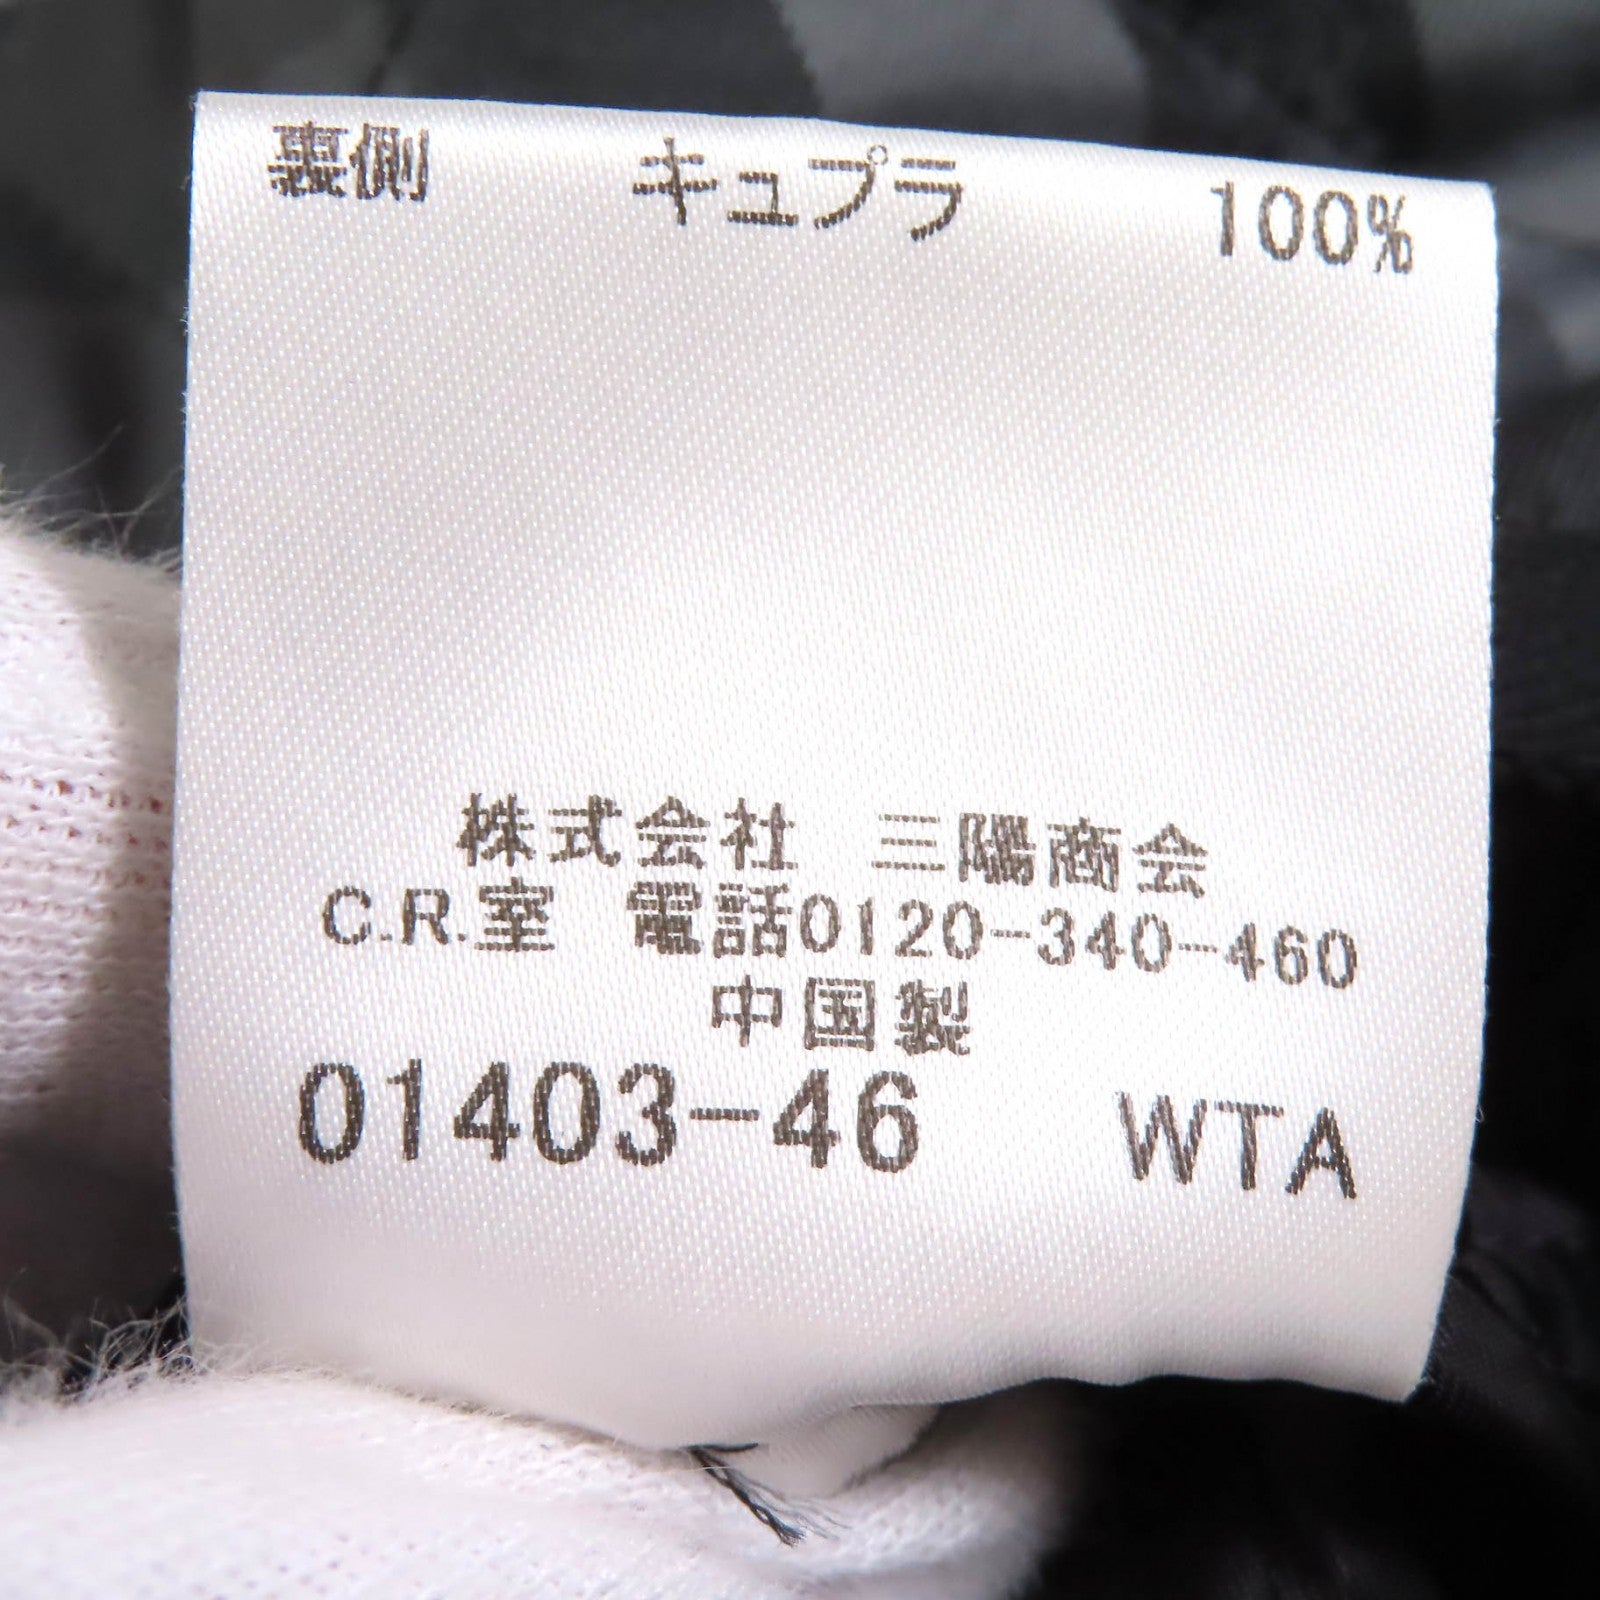 裏側 キュプラ 100%
株式会社 三陽商会
C.R.室 電話0120-340-460
中国製
01403-46 WTA